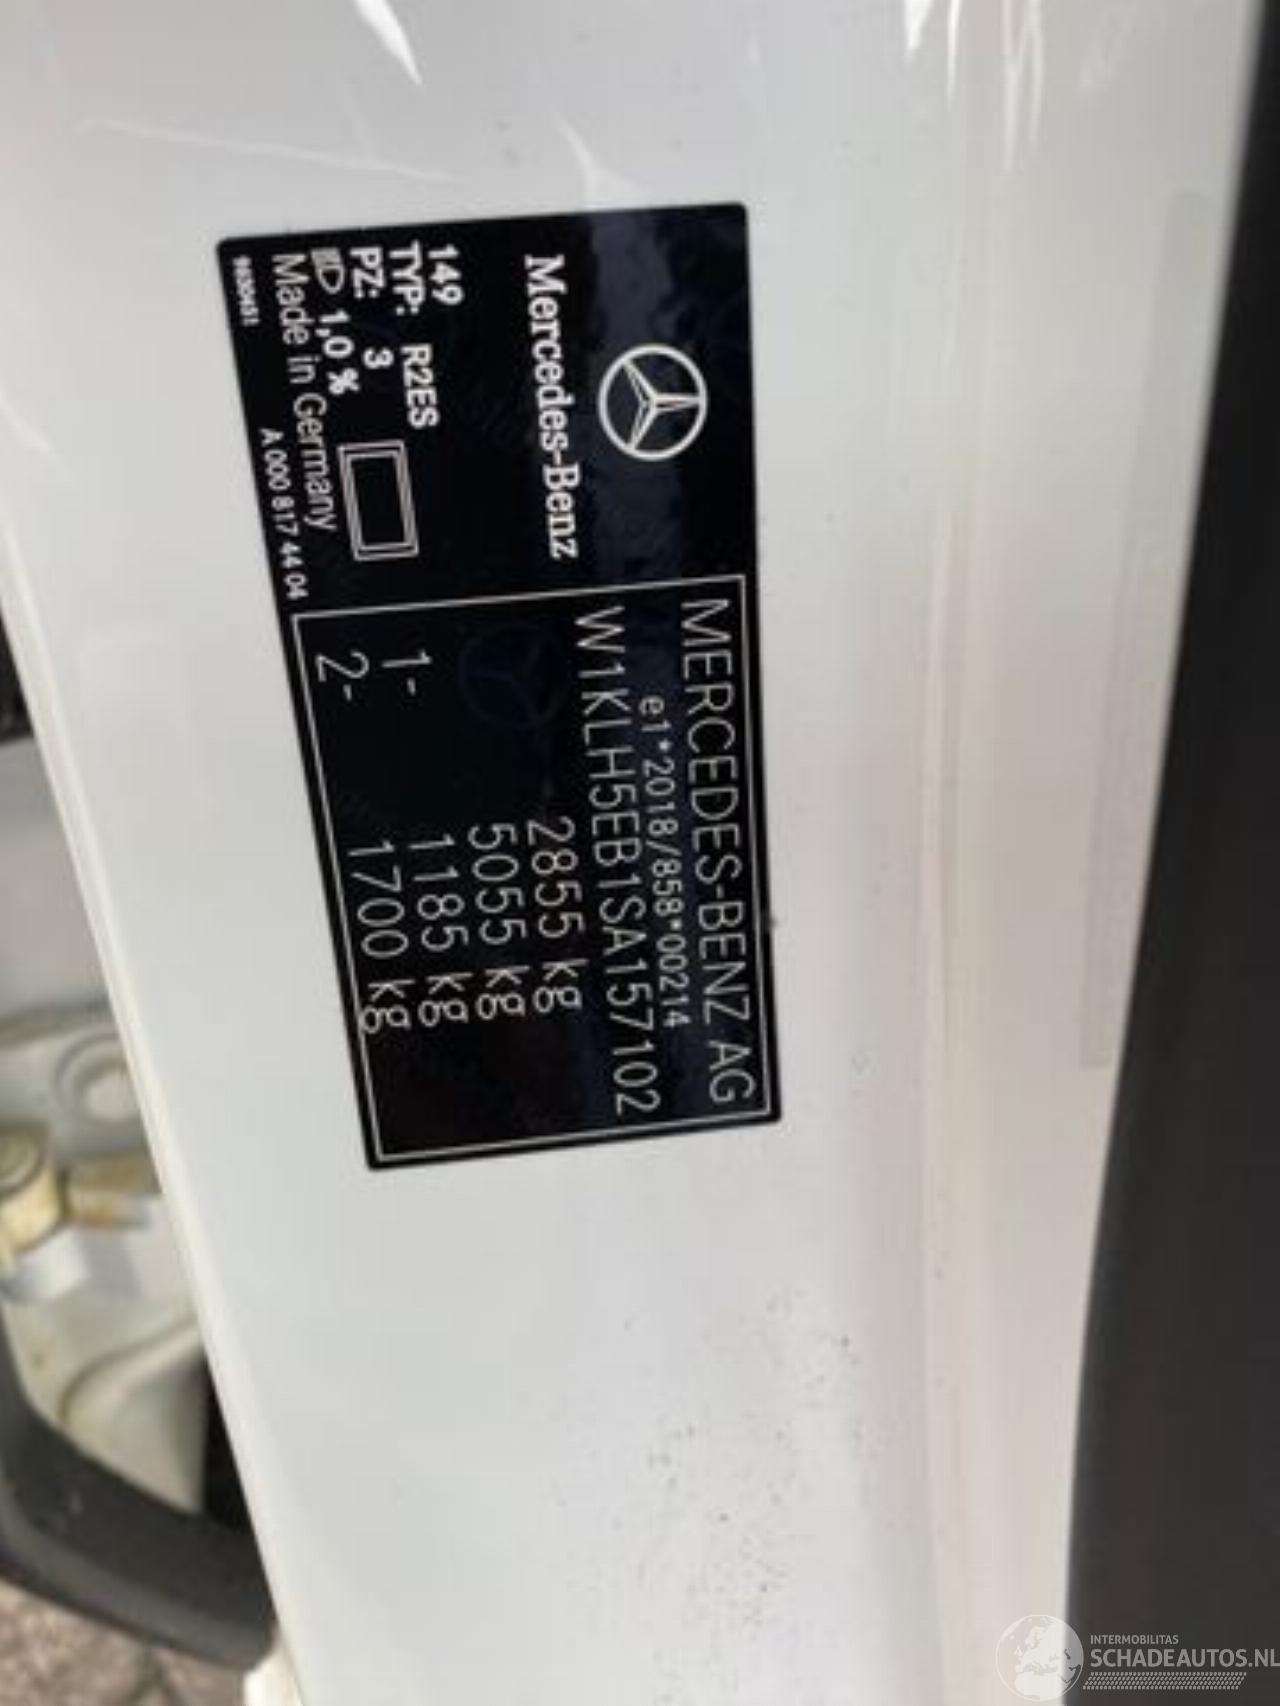 Mercedes-Benz
149
TYP: R2ES
PZ: 3
1,0 %
Made in Germany
A 000 817 44 04
MERCEDES-BENZ AG
e1*2018/858*00214
W1KLH5EB1SA157102
2855 kg
5055 kg
1- 1185 kg
2- 1700 kg
INTERMOBILITAS
SCHADEAUTOS.NL